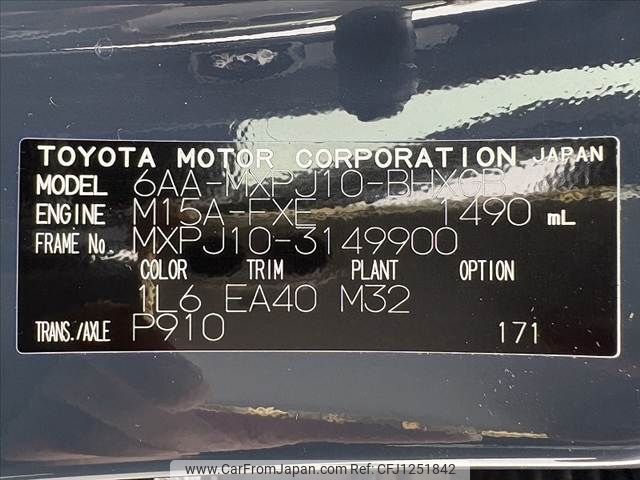 TOYOTA MOTOR CORPORATION JAPAN
MODEL 6AA-MXPJ10-BHXGB
ENGINE M15A-FXE 1490 mL
FRAME No. MXPJ10-3149900
COLOR TRIM PLANT OPTION
1L6 EA40 M32
TRANS./AXLE P910 171
www.CarFromJapan.com CFJ1251842